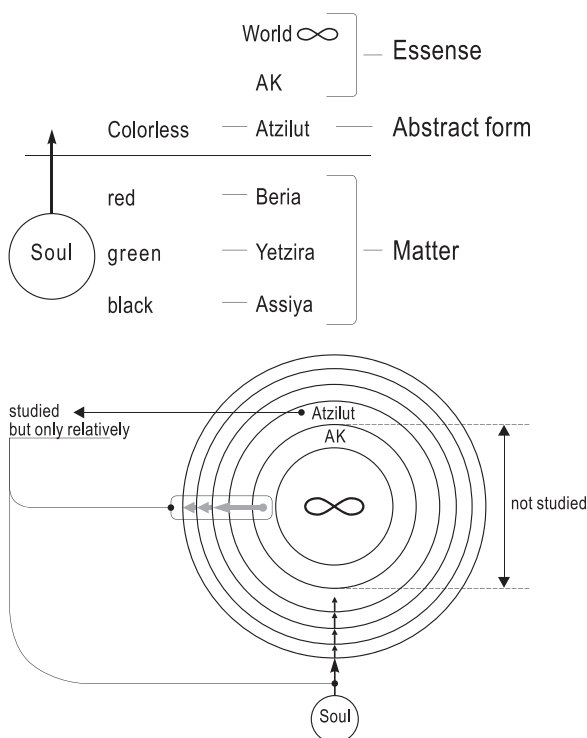 World ∞
Essense
AK
Colorless
Atzilut
Abstract form
red
Beria
Soul
green
Yetzira
Matter
black
Assiya
studied
but only relatively
Atzilut
AK
∞
not studied
Soul